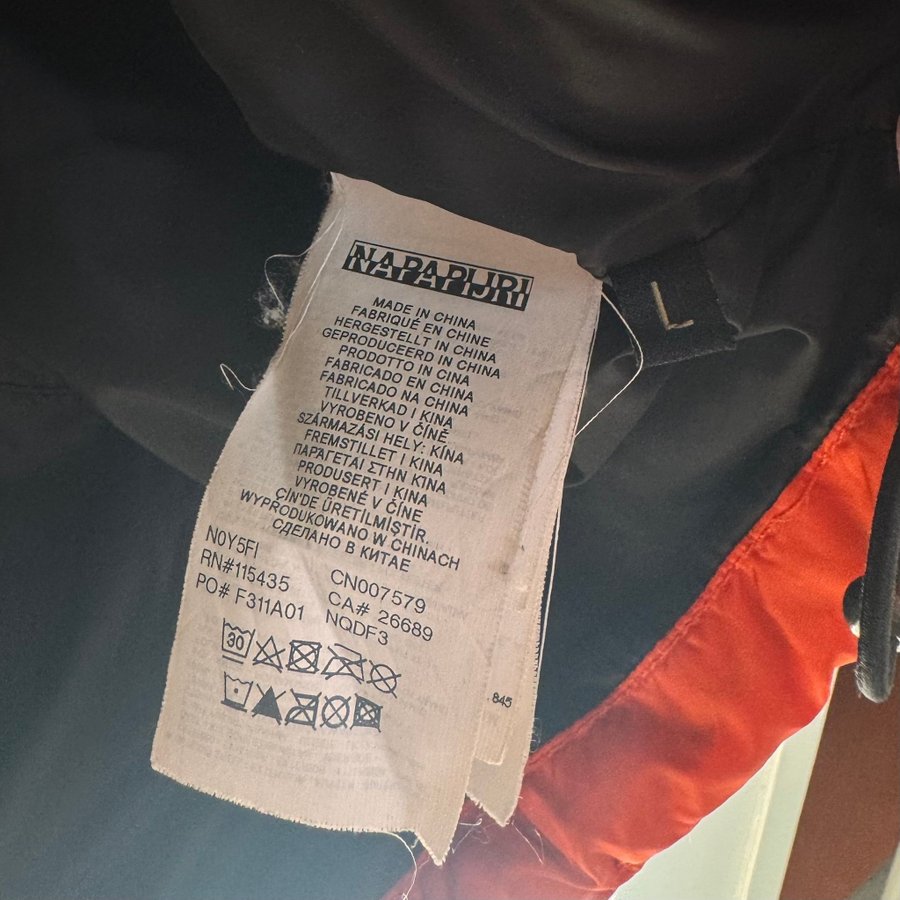 NAPAPIJRI
MADE IN CHINA
FABRIQUÉ EN CHINE
HERGESTELLT IN CHINA
GEPRODUCEERD IN CHINA
PRODOTTO IN CINA
FABRICADO EN CHINA
FABRICADO NA CHINA
TILLVERKAD I KINA
VYROBENO V ČÍNĚ
SZÁRMAZÁSI HELY: KÍNA
FREMSTILLET I KINA
ΠΑΡΑΓΕΤΑΙ ΣΤΗΝ ΚΊΝΑ
PRODUSERT I KINA
VYROBENÉ V ČÍNE
ÇİN'DE ÜRETİLMİŞTİR.
WYPRODUKOWANO W CHINACH
СДЕЛАНО В КИТАЕ
N0Y5FI CN007579
RN#115435 CA# 26689
PO# F311A01 NQDF3
30
845
L